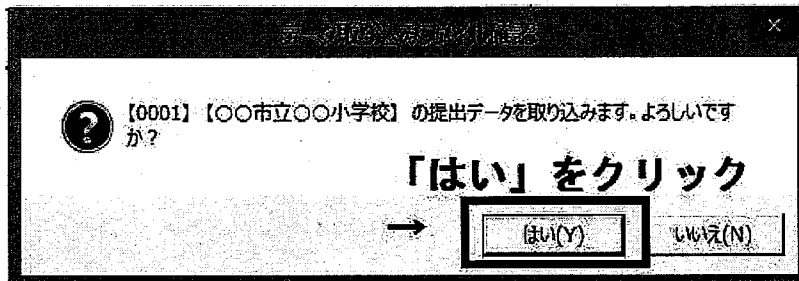 ×
【0001】【〇〇市立〇〇小学校】の提出データを取り込みます。よろしいです
か?
「はい」をクリック
→
はい(Y)
いいえ(N)